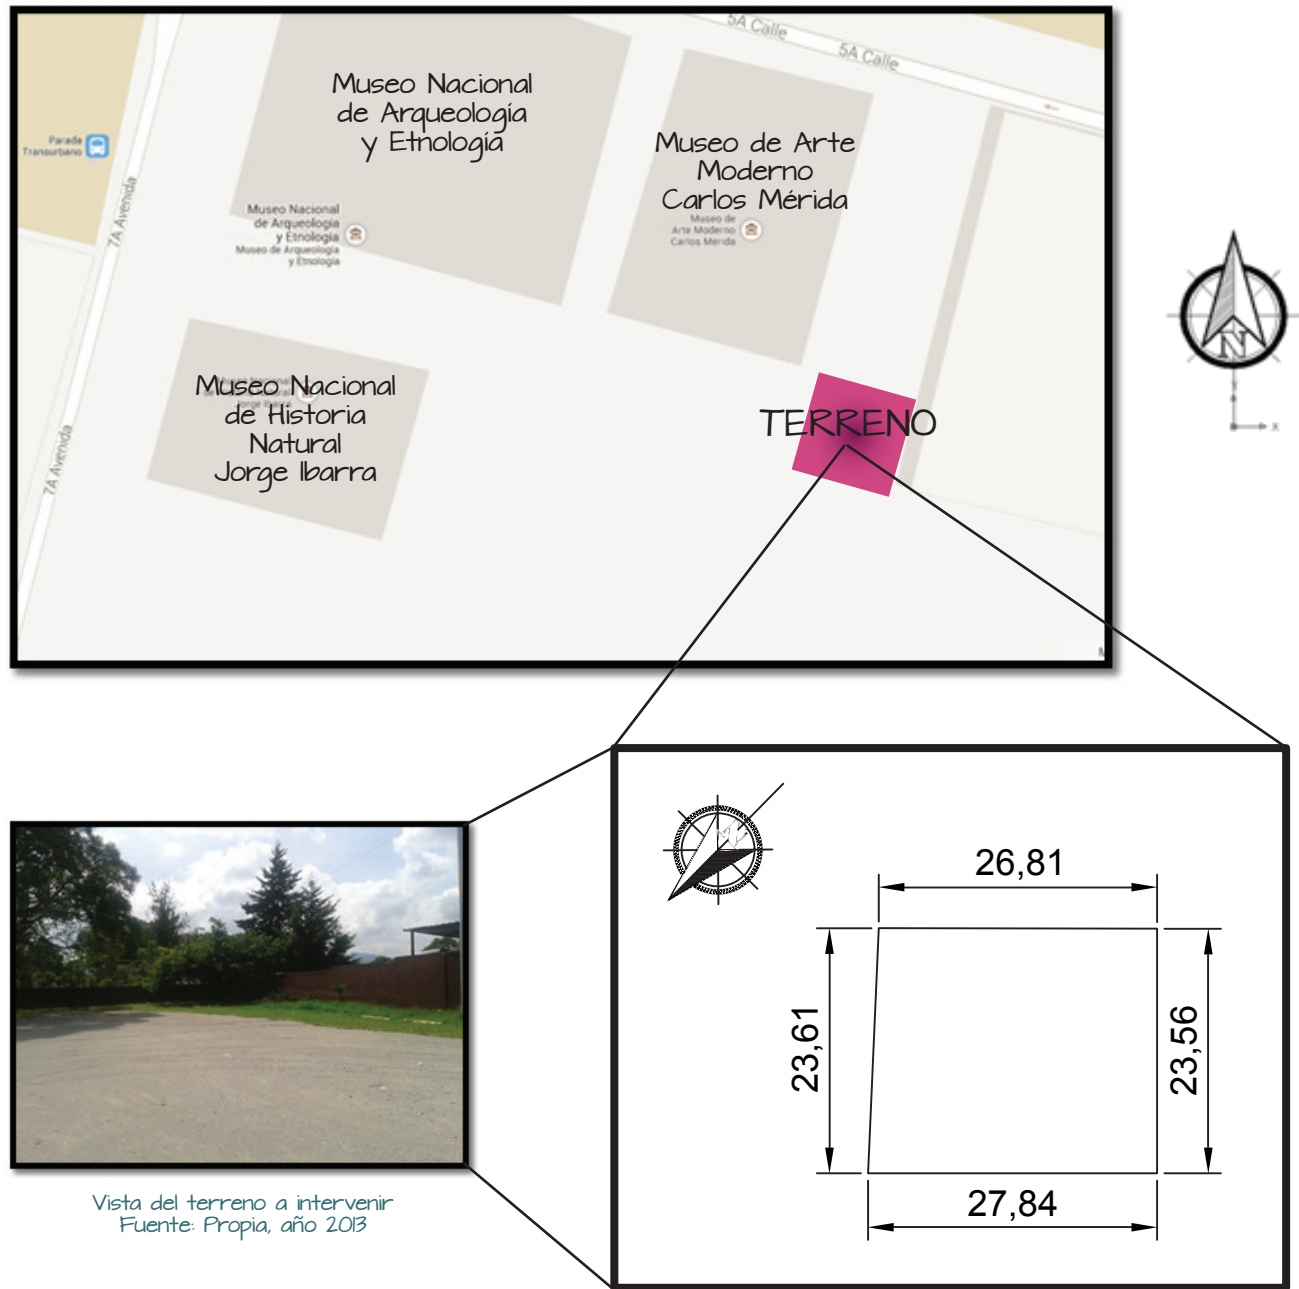 5A Calle
5A Calle
Museo Nacional
de Arqueología
y Etnología
Museo de Arte
Moderno
Carlos Mérida
Parada
Transurbano
7A Avenida
Museo Nacional
de Arqueología
y Etnología
Museo de Arqueología
y Etnología
Museo de
Arte Moderno
Carlos Mérida
N
Y
X
Museo Nacional
de Historia
Natural
Jorge Ibarra
TERRENO
7A Avenida
N
26,81
23,61
23,56
27,84
Vista del terreno a intervenir
Fuente: Propia, año 2013